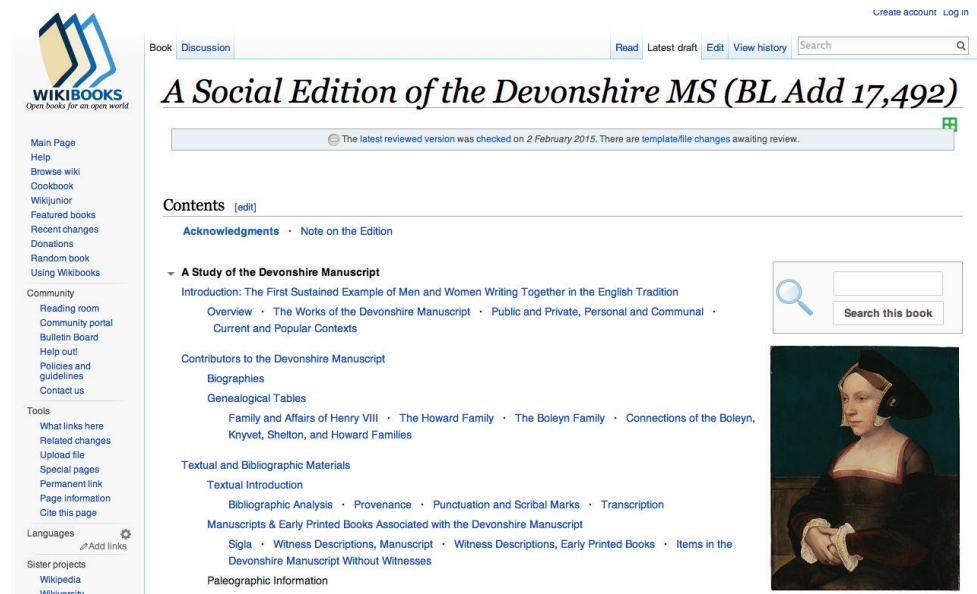 Create account Log in
WIKIBOOKS
Open books for an open world
Book Discussion Read Latest draft Edit View history Search
A Social Edition of the Devonshire MS (BL Add 17,492)
The latest reviewed version was checked on 2 February 2015. There are template/file changes awaiting review.
Main Page
Help
Browse wiki
Cookbook
Wikijunior
Featured books
Recent changes
Donations
Random book
Using Wikibooks
Community
Reading room
Community portal
Bulletin Board
Help out!
Policies and
guidelines
Contact us
Tools
What links here
Related changes
Upload file
Special pages
Permanent link
Page information
Cite this page
Languages
Add links
Sister projects
Wikipedia
Wikiversity
Contents [edit]
Acknowledgments · Note on the Edition
A Study of the Devonshire Manuscript
Introduction: The First Sustained Example of Men and Women Writing Together in the English Tradition
Overview · The Works of the Devonshire Manuscript · Public and Private, Personal and Communal ·
Current and Popular Contexts
Contributors to the Devonshire Manuscript
Biographies
Genealogical Tables
Family and Affairs of Henry VIII · The Howard Family · The Boleyn Family · Connections of the Boleyn,
Knyvet, Shelton, and Howard Families
Textual and Bibliographic Materials
Textual Introduction
Bibliographic Analysis · Provenance · Punctuation and Scribal Marks · Transcription
Manuscripts & Early Printed Books Associated with the Devonshire Manuscript
Sigla · Witness Descriptions, Manuscript · Witness Descriptions, Early Printed Books · Items in the
Devonshire Manuscript Without Witnesses
Paleographic Information
Search this book